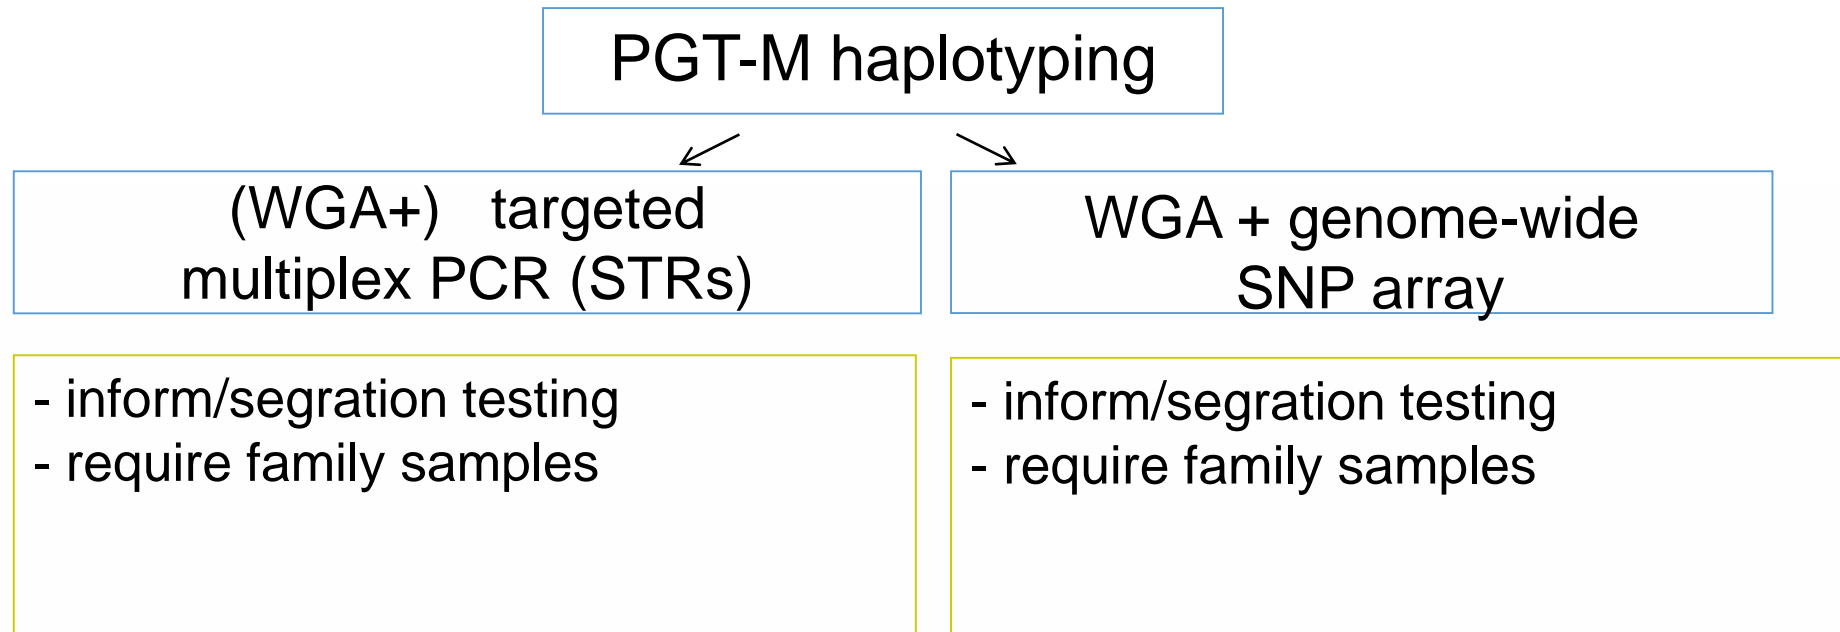 PGT-M haplotyping
(WGA+) targeted
multiplex PCR (STRs)
WGA + genome-wide
SNP array
- inform/segration testing
- require family samples
- inform/segration testing
- require family samples